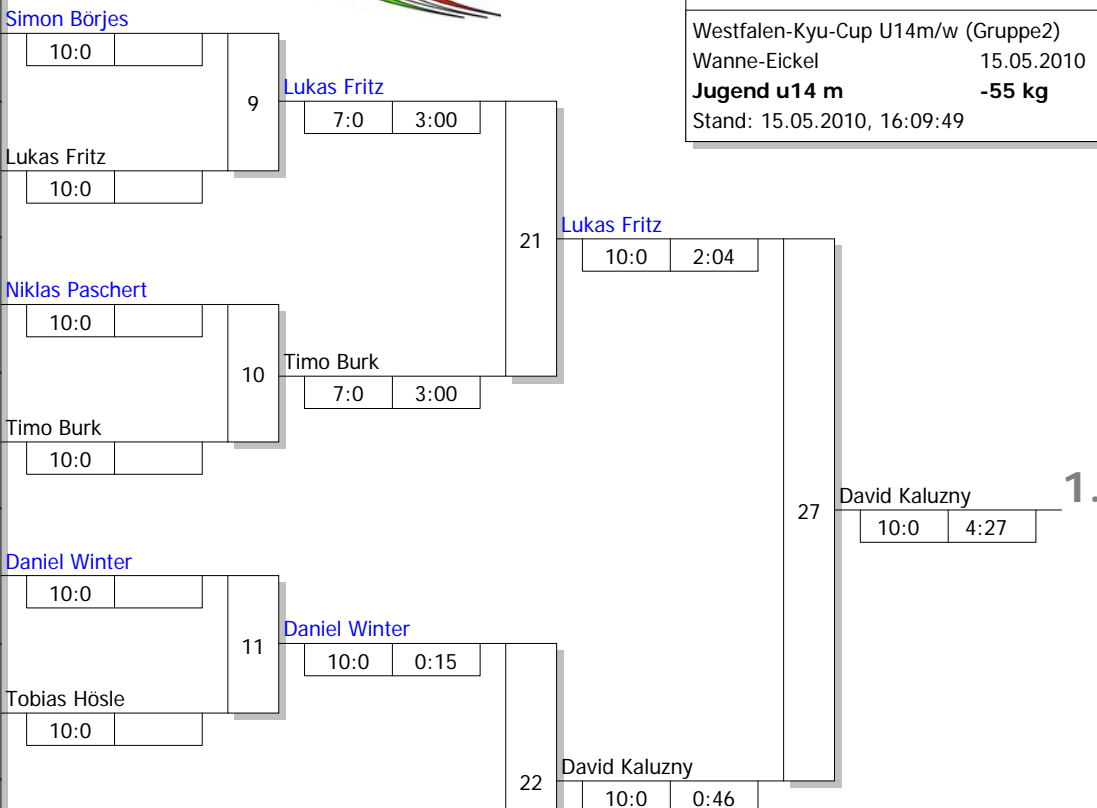 Westfalen-Kyu-Cup U14m/w (Gruppe2)
Wanne-Eickel 15.05.2010
Jugend u14 m -55 kg
Stand: 15.05.2010, 16:09:49
Simon Börjes
10:0
9
Lukas Fritz
7:0 3:00
Lukas Fritz
10:0
21
Lukas Fritz
10:0 2:04
Niklas Paschert
10:0
10
Timo Burk
7:0 3:00
Timo Burk
10:0
27
David Kaluzny
10:0 4:27
1.
Daniel Winter
10:0
11
Daniel Winter
10:0 0:15
Tobias Hösle
10:0
22
David Kaluzny
10:0 0:46